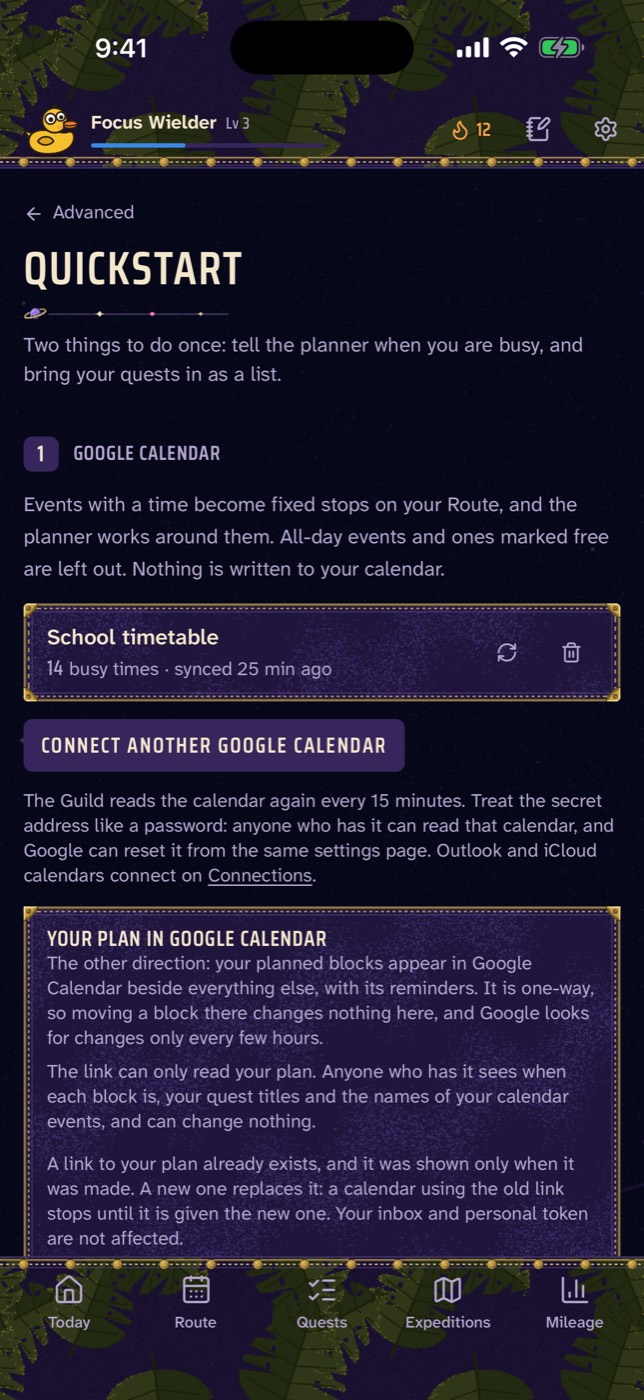 9:41
Focus Wielder Lv 3
12
Advanced
QUICKSTART
Two things to do once: tell the planner when you are busy, and
bring your quests in as a list.
1 GOOGLE CALENDAR
Events with a time become fixed stops on your Route, and the
planner works around them. All-day events and ones marked free
are left out. Nothing is written to your calendar.
School timetable
14 busy times · synced 25 min ago
CONNECT ANOTHER GOOGLE CALENDAR
The Guild reads the calendar again every 15 minutes. Treat the secret
address like a password: anyone who has it can read that calendar, and
Google can reset it from the same settings page. Outlook and iCloud
calendars connect on Connections.
YOUR PLAN IN GOOGLE CALENDAR
The other direction: your planned blocks appear in Google
Calendar beside everything else, with its reminders. It is one-way,
so moving a block there changes nothing here, and Google looks
for changes only every few hours.
The link can only read your plan. Anyone who has it sees when
each block is, your quest titles and the names of your calendar
events, and can change nothing.
A link to your plan already exists, and it was shown only when it
was made. A new one replaces it: a calendar using the old link
stops until it is given the new one. Your inbox and personal token
are not affected.
Today Route Quests Expeditions Mileage